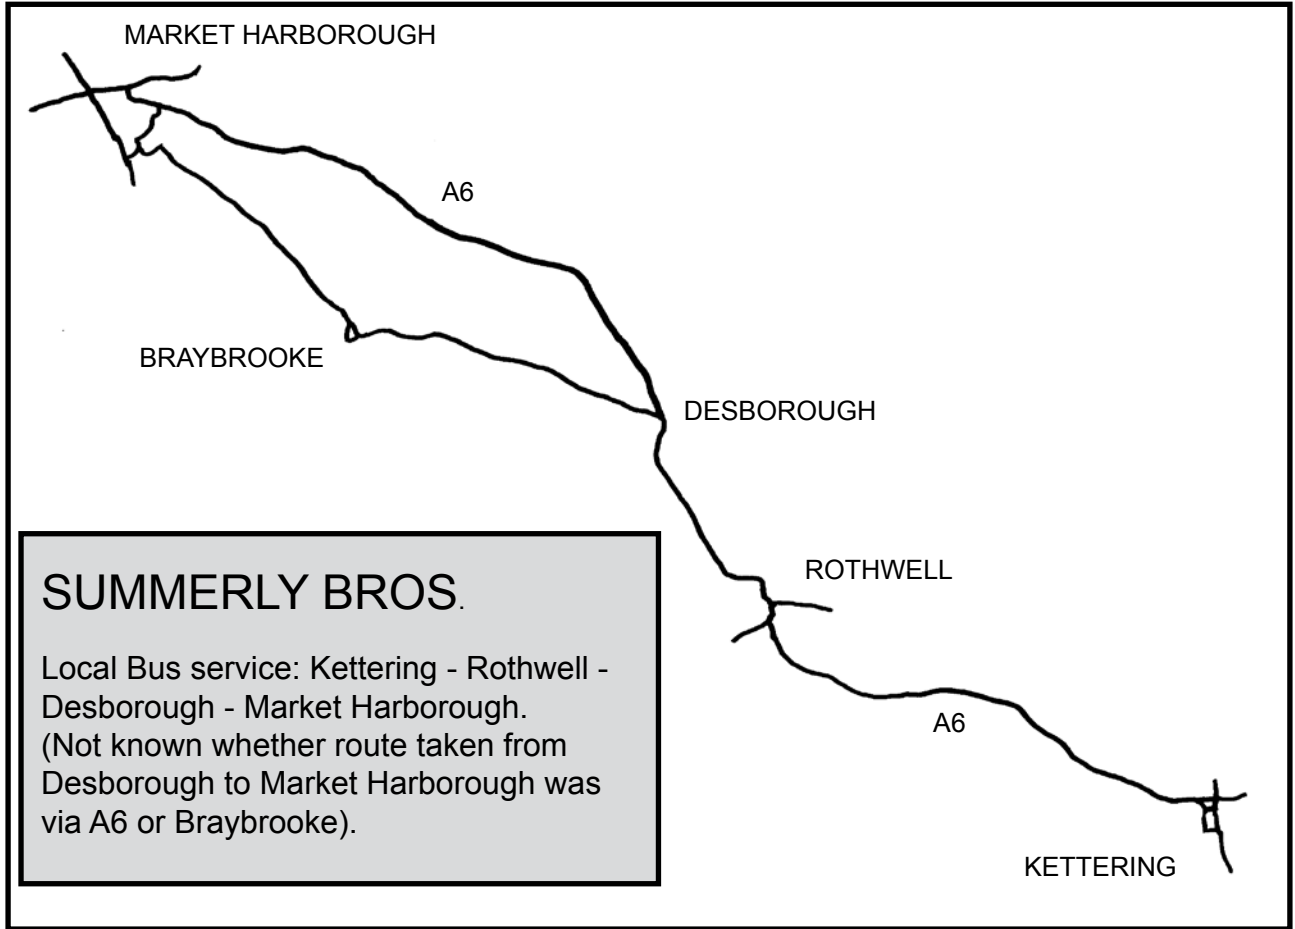 MARKET HARBOROUGH
A6
BRAYBROOKE
DESBOROUGH
ROTHWELL
SUMMERLY BROS.
Local Bus service: Kettering - Rothwell -
Desborough - Market Harborough.
(Not known whether route taken from
Desborough to Market Harborough was
via A6 or Braybrooke).
A6
KETTERING